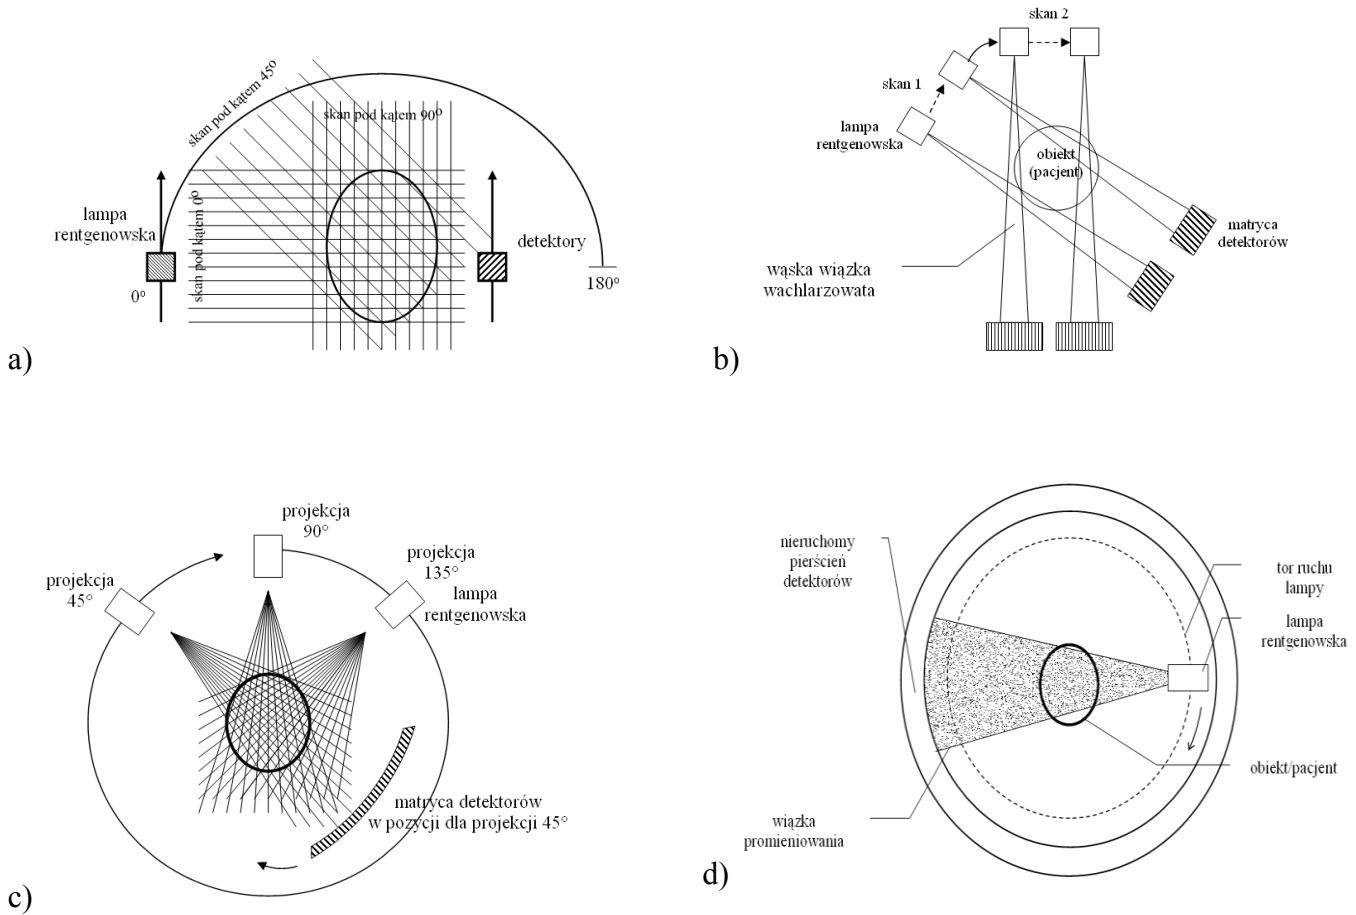 skan pod kątem 45º
skan pod kątem 90º
skan pod kątem 0º
lampa
rentgenowska
0º
detektory
180º
a)
skan 2
skan 1
lampa
rentgenowska
obiekt
(pacjent)
matryca
detektorów
wąska wiązka
wachlarzowata
b)
projekcja
90°
projekcja
45°
projekcja
135°
lampa
rentgenowska
matryca detektorów
w pozycji dla projekcji 45°
c)
nieruchomy
pierścień
detektorów
tor ruchu
lampy
lampa
rentgenowska
obiekt/pacjent
wiązka
promieniowania
d)